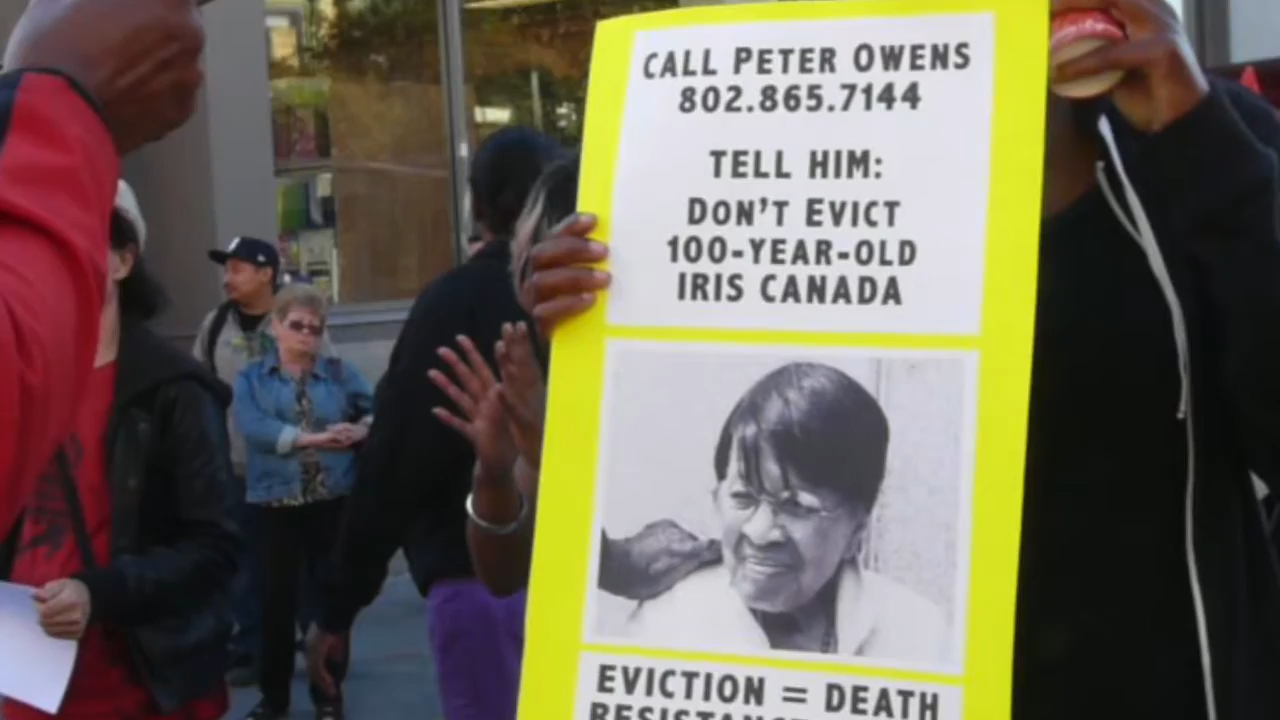 CALL PETER OWENS
802.865.7144
TELL HIM:
DON'T EVICT
100-YEAR-OLD
IRIS CANADA
EVICTION = DEATH